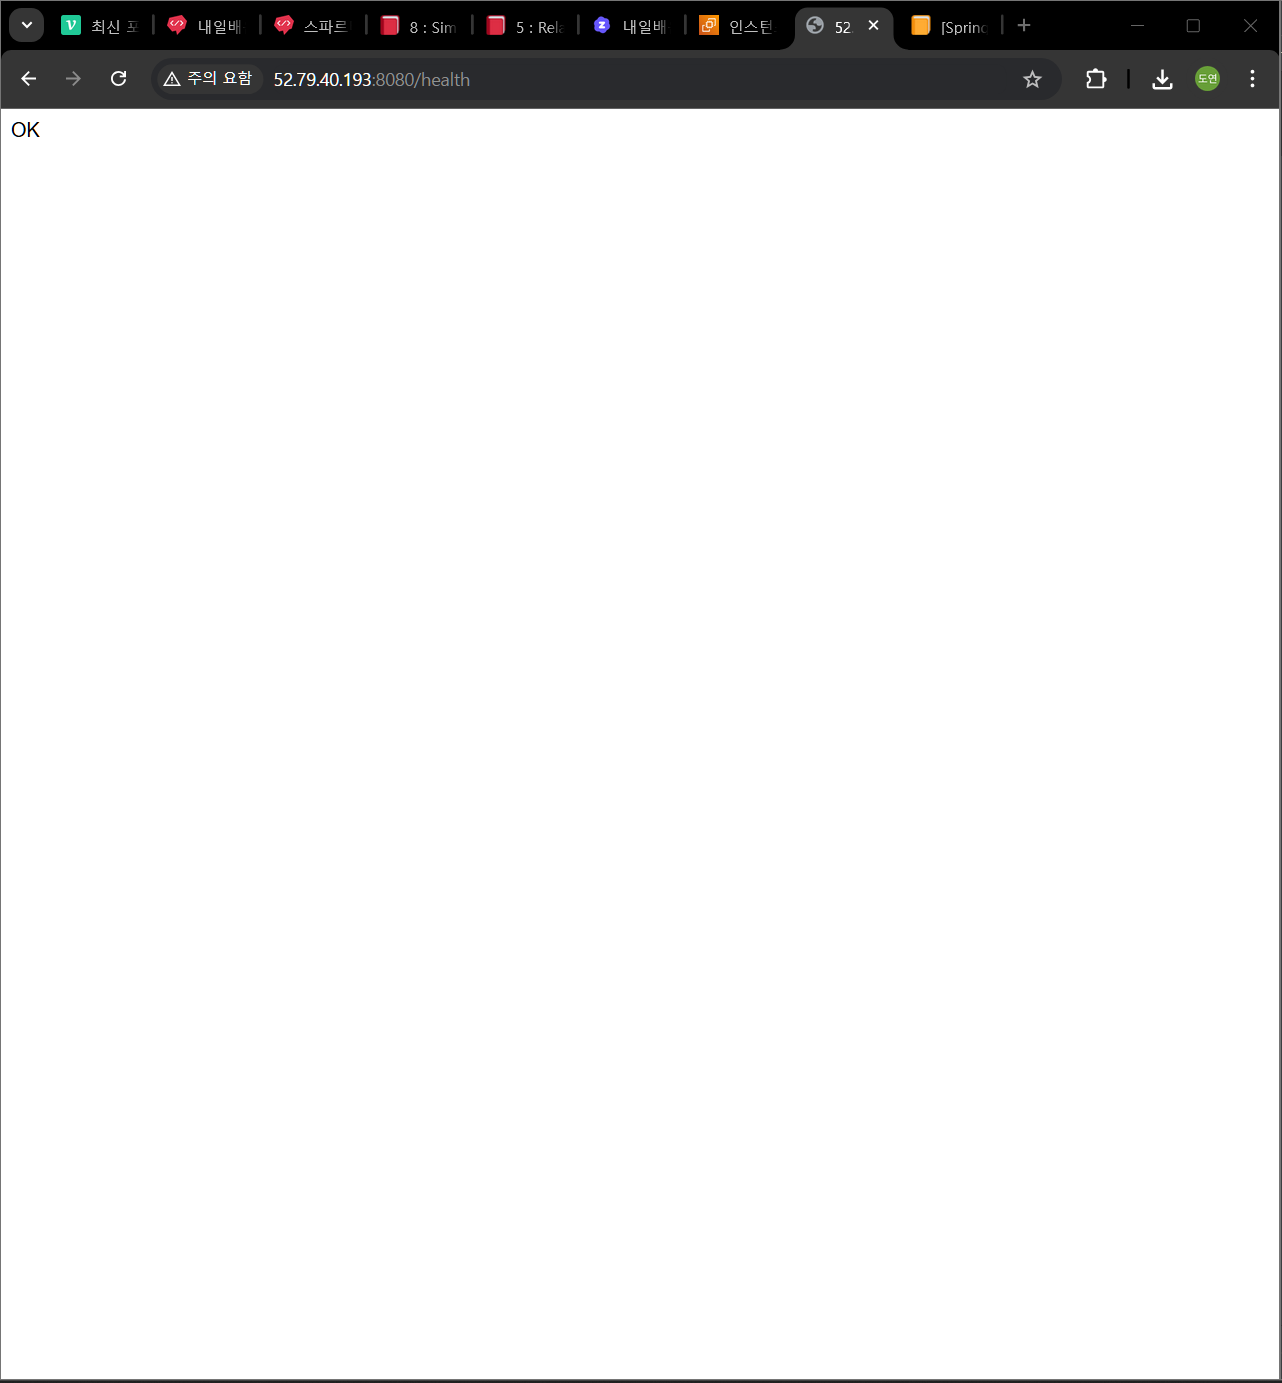 최신 포
내일배
스파르
8 : Sim
5 : Rela
내일배
인스턴
52
[Spring
주의 요함
52.79.40.193:8080/health
도연
OK